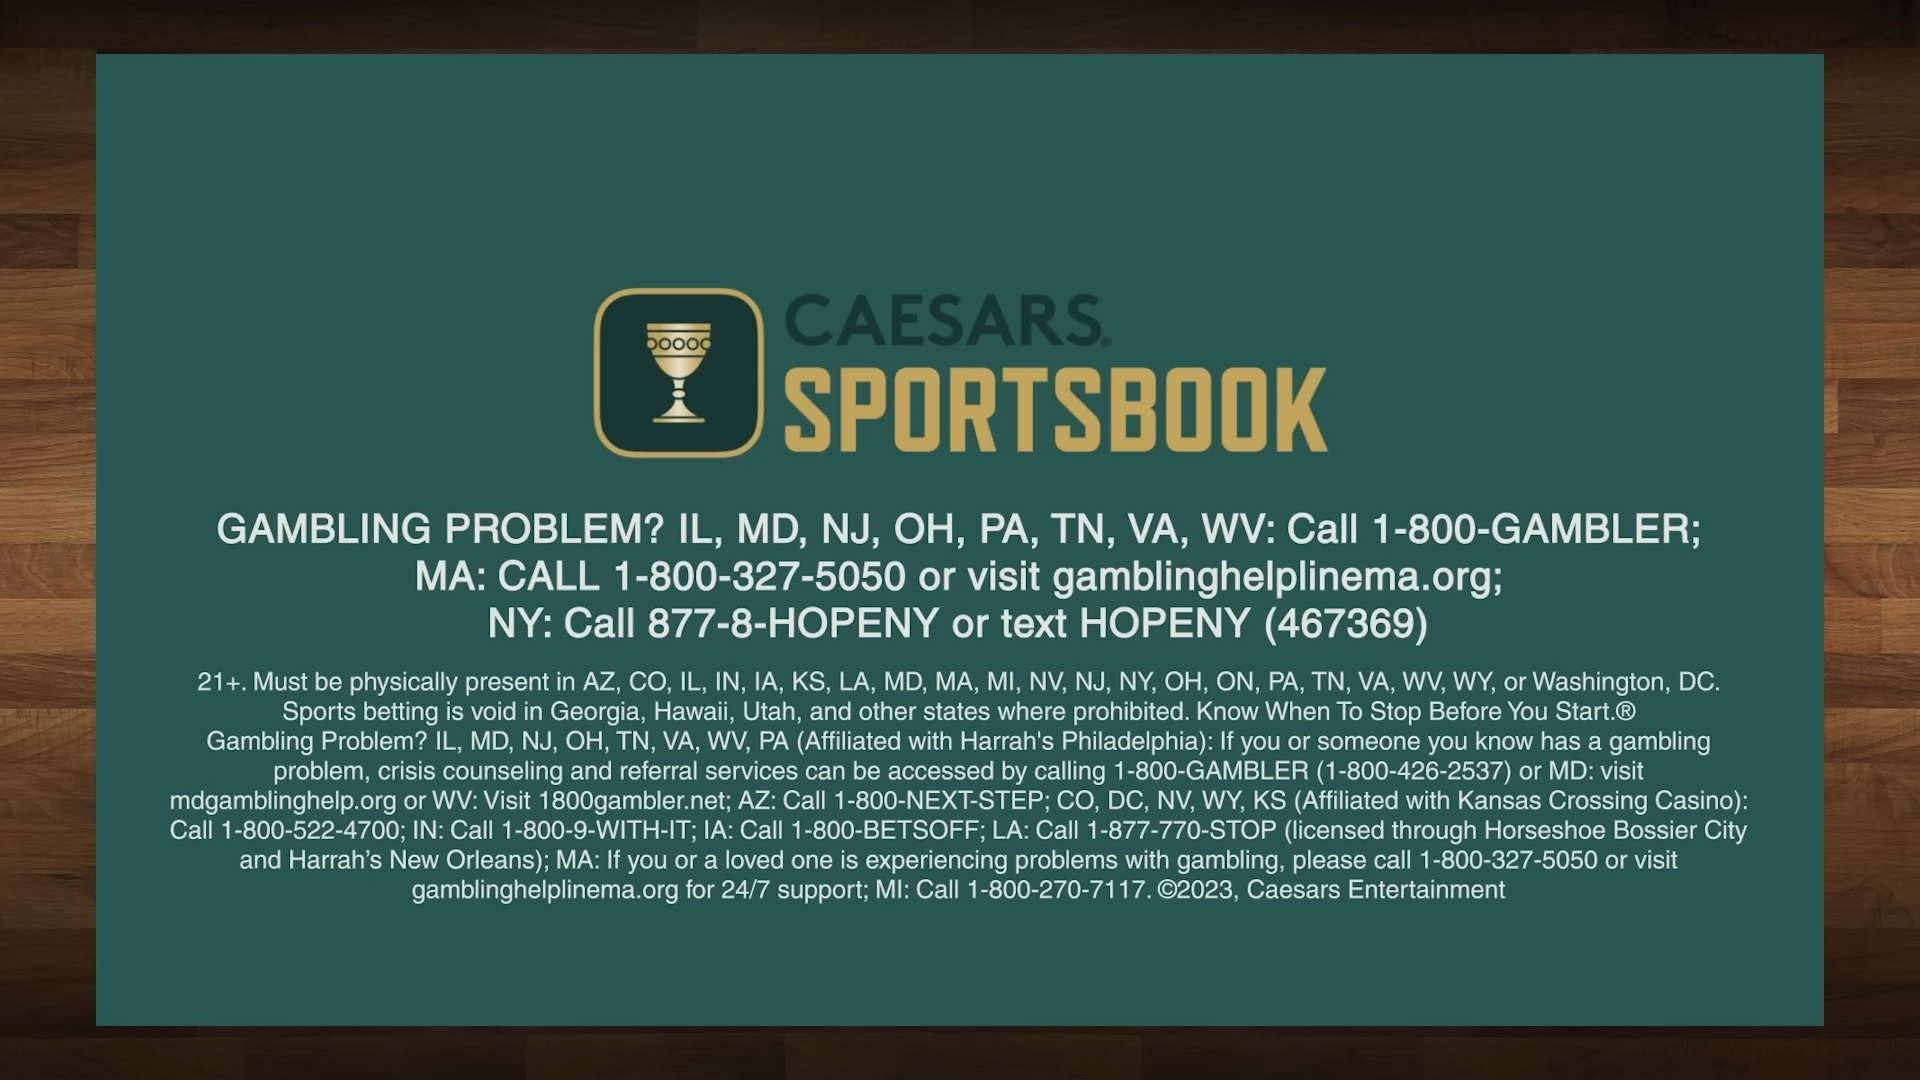 CAESARS®
SPORTSBOOK
GAMBLING PROBLEM? IL, MD, NJ, OH, PA, TN, VA, WV: Call 1-800-GAMBLER;
MA: CALL 1-800-327-5050 or visit gamblinghelplinema.org;
NY: Call 877-8-HOPENY or text HOPENY (467369)
21+. Must be physically present in AZ, CO, IL, IN, IA, KS, LA, MD, MA, MI, NV, NJ, NY, OH, ON, PA, TN, VA, WV, WY, or Washington, DC.
Sports betting is void in Georgia, Hawaii, Utah, and other states where prohibited. Know When To Stop Before You Start.®
Gambling Problem? IL, MD, NJ, OH, TN, VA, WV, PA (Affiliated with Harrah's Philadelphia): If you or someone you know has a gambling
problem, crisis counseling and referral services can be accessed by calling 1-800-GAMBLER (1-800-426-2537) or MD: visit
mdgamblinghelp.org or WV: Visit 1800gambler.net; AZ: Call 1-800-NEXT-STEP; CO, DC, NV, WY, KS (Affiliated with Kansas Crossing Casino):
Call 1-800-522-4700; IN: Call 1-800-9-WITH-IT; IA: Call 1-800-BETSOFF; LA: Call 1-877-770-STOP (licensed through Horseshoe Bossier City
and Harrah’s New Orleans); MA: If you or a loved one is experiencing problems with gambling, please call 1-800-327-5050 or visit
gamblinghelplinema.org for 24/7 support; MI: Call 1-800-270-7117. ©2023, Caesars Entertainment